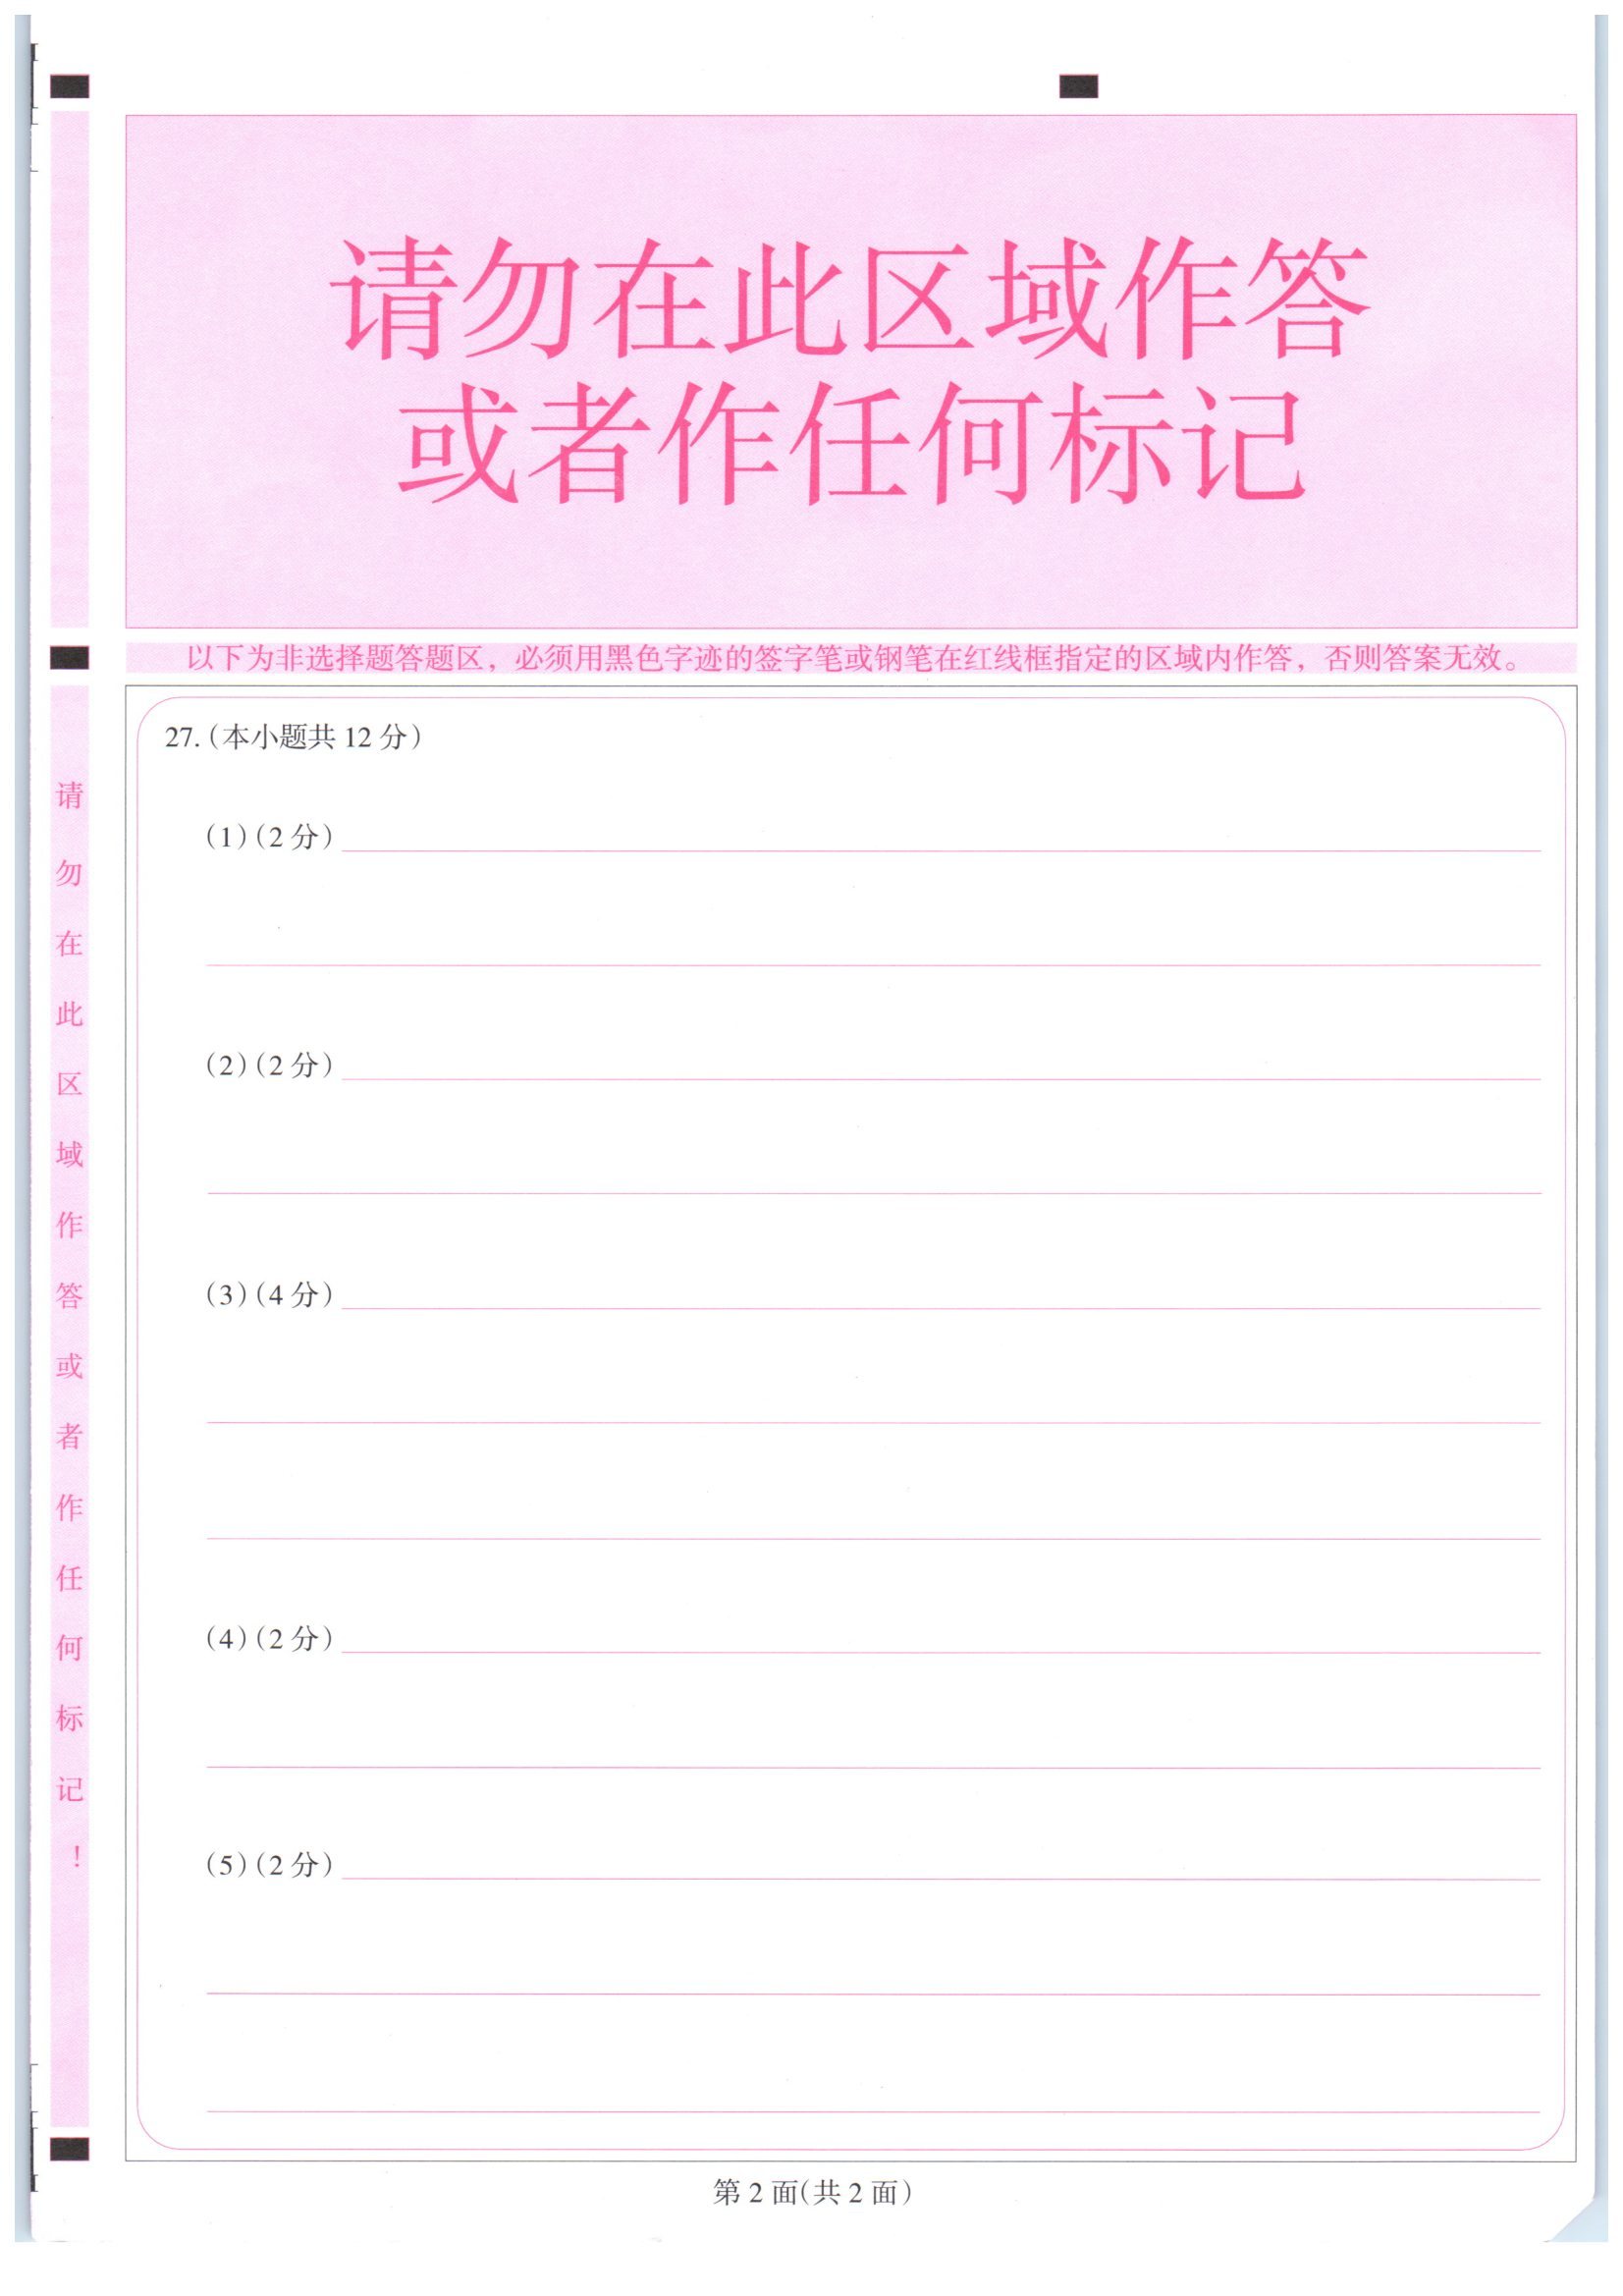 请勿在此区域作答
或者作任何标记
以下为非选择题答题区，必须用黑色字迹的签字笔或钢笔在红线框指定的区域内作答，否则答案无效。
请勿在此区域作答或者作任何标记！
27.（本小题共 12 分）
（1）（2 分）
（2）（2 分）
（3）（4 分）
（4）（2 分）
（5）（2 分）
第 2 面（共 2 面）